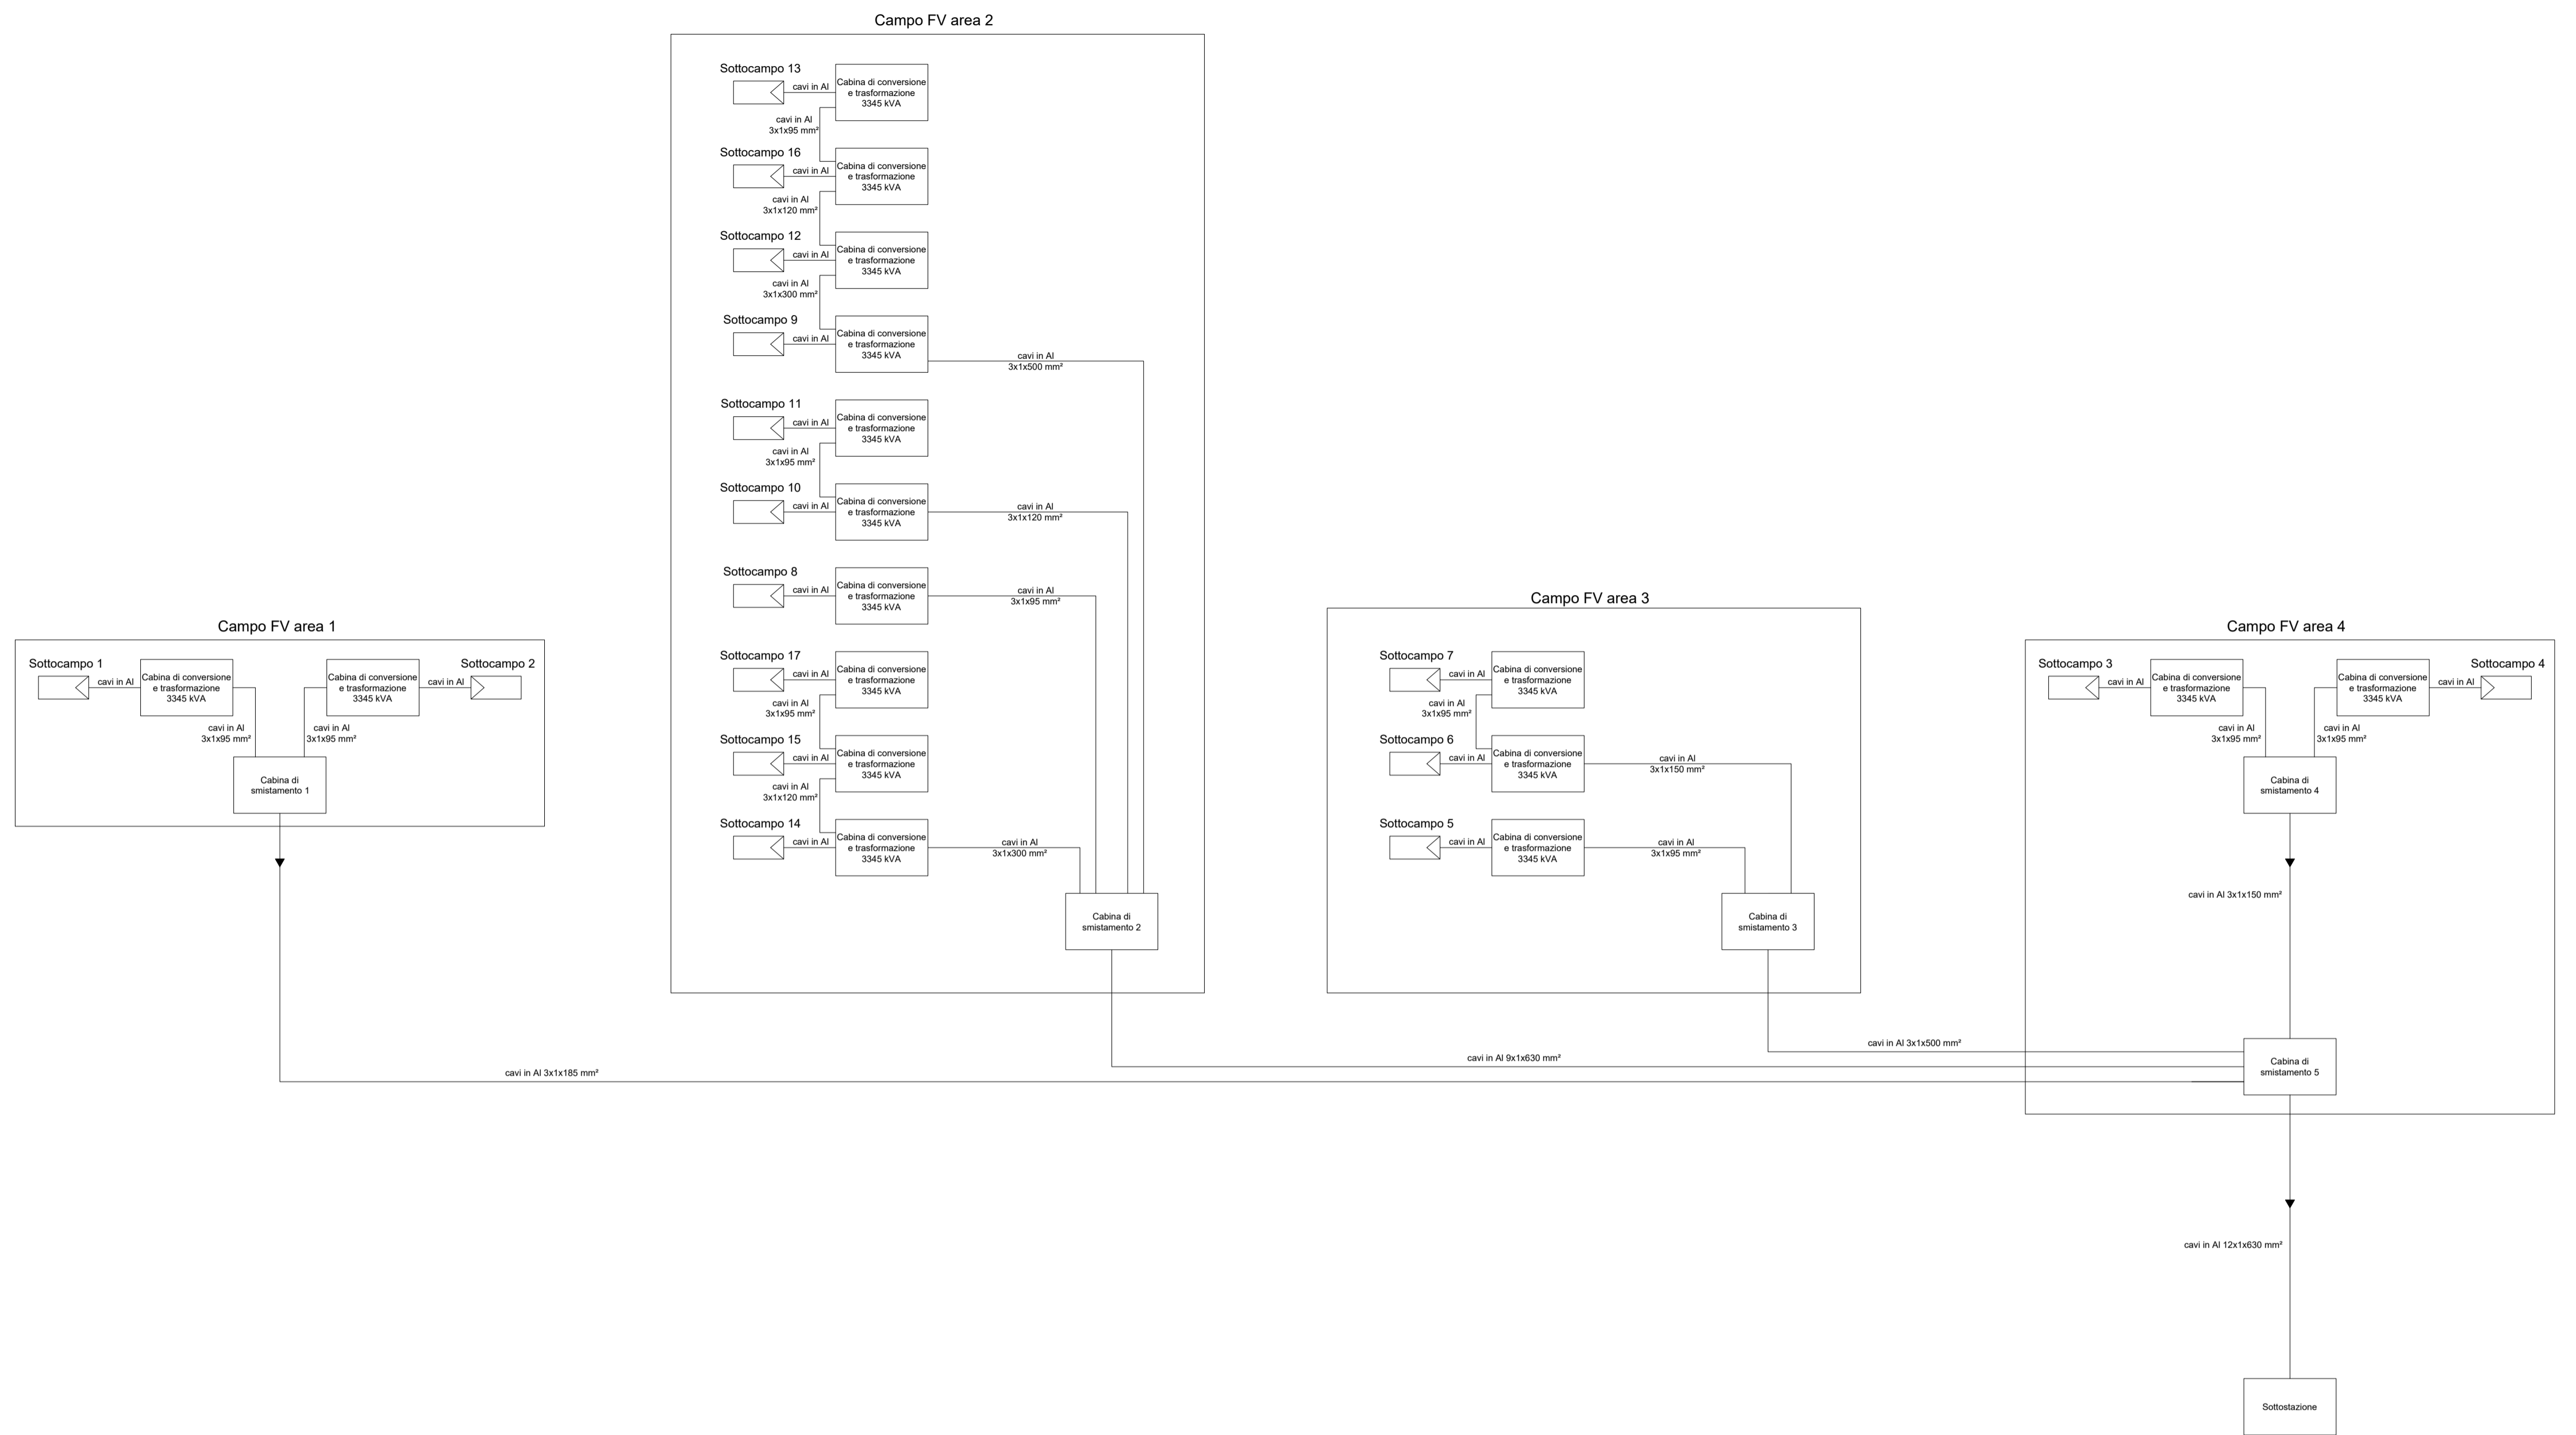 Campo FV area 2
Sottocampo 13
cavi in Al
Cabina di conversione
e trasformazione
3345 kVA
cavi in Al
3x1x95 mm²
Sottocampo 16
cavi in Al
Cabina di conversione
e trasformazione
3345 kVA
cavi in Al
3x1x120 mm²
Sottocampo 12
cavi in Al
Cabina di conversione
e trasformazione
3345 kVA
cavi in Al
3x1x300 mm²
Sottocampo 9
cavi in Al
Cabina di conversione
e trasformazione
3345 kVA
cavi in Al
3x1x500 mm²
Sottocampo 11
cavi in Al
Cabina di conversione
e trasformazione
3345 kVA
cavi in Al
3x1x95 mm²
Sottocampo 10
cavi in Al
Cabina di conversione
e trasformazione
3345 kVA
cavi in Al
3x1x120 mm²
Sottocampo 8
cavi in Al
Cabina di conversione
e trasformazione
3345 kVA
cavi in Al
3x1x95 mm²
Sottocampo 17
cavi in Al
Cabina di conversione
e trasformazione
3345 kVA
cavi in Al
3x1x95 mm²
Sottocampo 15
cavi in Al
Cabina di conversione
e trasformazione
3345 kVA
cavi in Al
3x1x120 mm²
Sottocampo 14
cavi in Al
Cabina di conversione
e trasformazione
3345 kVA
cavi in Al
3x1x300 mm²
Cabina di
smistamento 2
Campo FV area 1
Sottocampo 1
cavi in Al
Cabina di conversione
e trasformazione
3345 kVA
Cabina di conversione
e trasformazione
3345 kVA
cavi in Al
Sottocampo 2
cavi in Al
3x1x95 mm²
cavi in Al
3x1x95 mm²
Cabina di
smistamento 1
Campo FV area 3
Sottocampo 7
cavi in Al
Cabina di conversione
e trasformazione
3345 kVA
cavi in Al
3x1x95 mm²
Sottocampo 6
cavi in Al
Cabina di conversione
e trasformazione
3345 kVA
cavi in Al
3x1x150 mm²
Sottocampo 5
cavi in Al
Cabina di conversione
e trasformazione
3345 kVA
cavi in Al
3x1x95 mm²
Cabina di
smistamento 3
Campo FV area 4
Sottocampo 3
cavi in Al
Cabina di conversione
e trasformazione
3345 kVA
Cabina di conversione
e trasformazione
3345 kVA
cavi in Al
Sottocampo 4
cavi in Al
3x1x95 mm²
cavi in Al
3x1x95 mm²
Cabina di
smistamento 4
cavi in Al 3x1x150 mm²
cavi in Al 3x1x500 mm²
cavi in Al 9x1x630 mm²
cavi in Al 3x1x185 mm²
Cabina di
smistamento 5
cavi in Al 12x1x630 mm²
Sottostazione